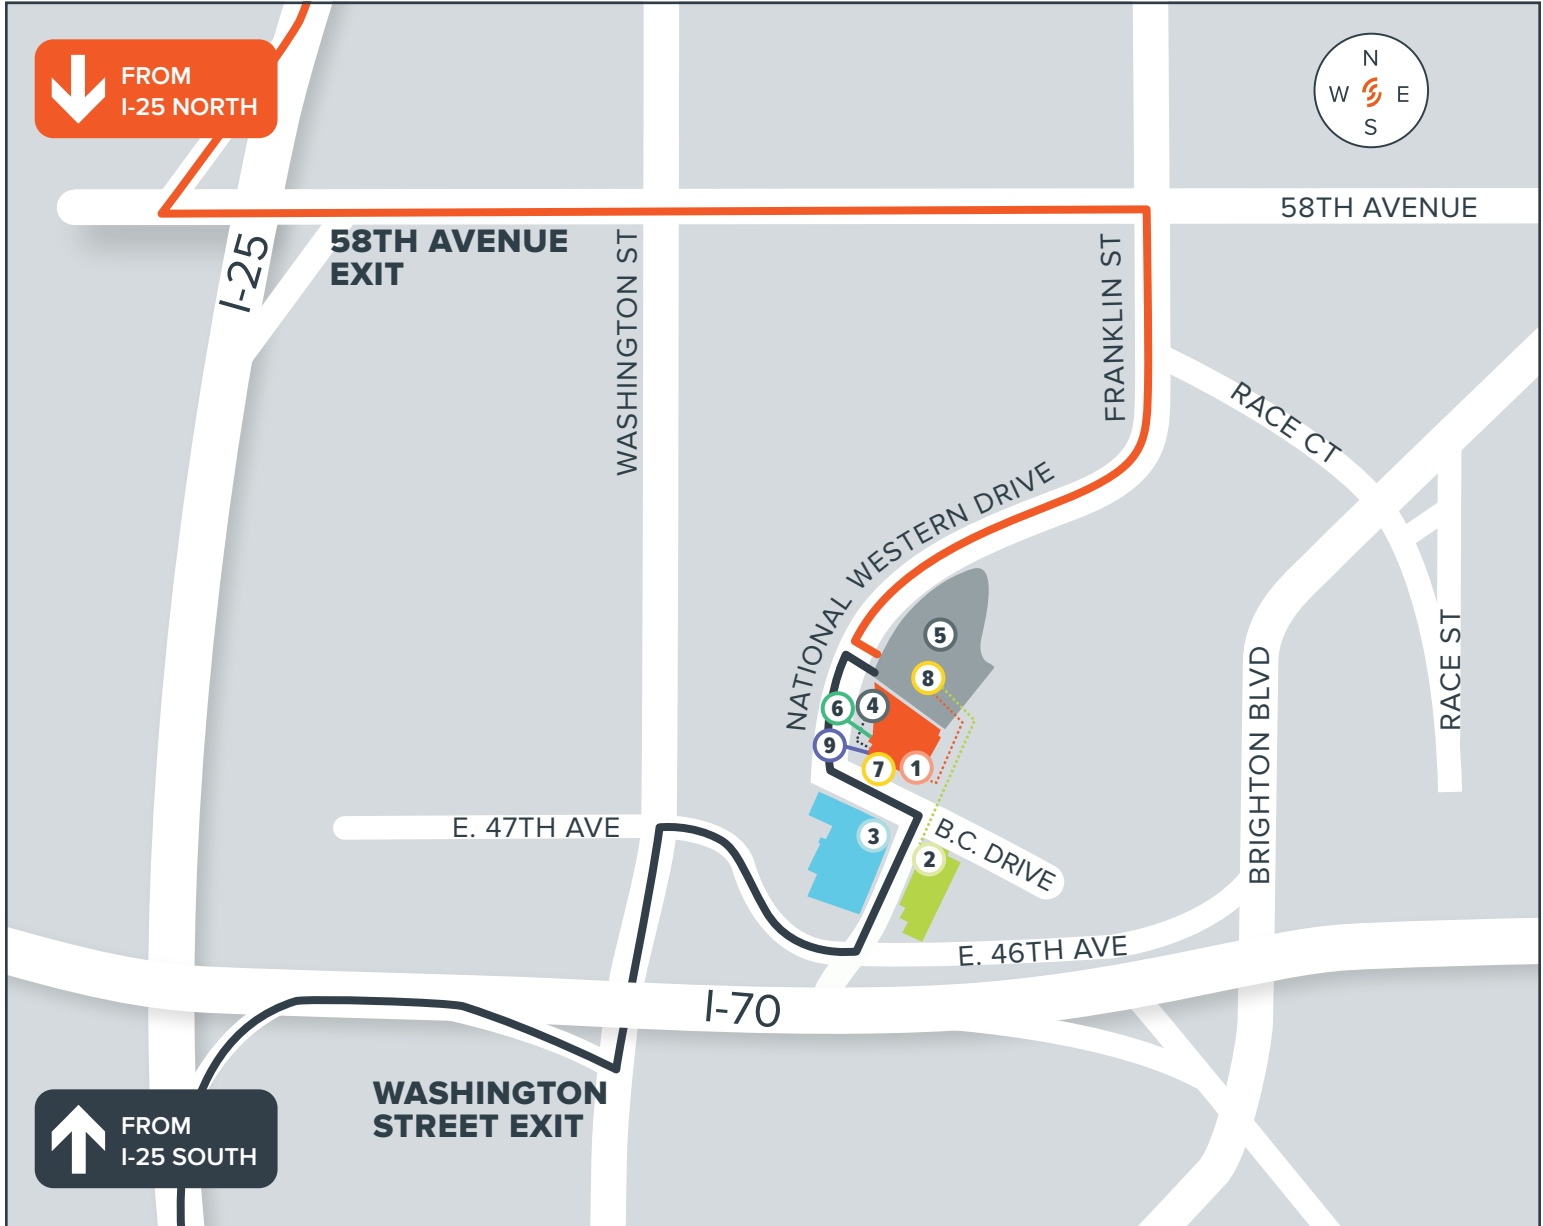 FROM
I-25 NORTH
N
W
E
S
58TH AVENUE
58TH AVENUE
EXIT
I-25
WASHINGTON ST
FRANKLIN ST
RACE CT
NATIONAL WESTERN DRIVE
5
8
6
4
9
7
1
RACE ST
BRIGHTON BLVD
E. 47TH AVE
3
B.C. DRIVE
2
E. 46TH AVE
I-70
WASHINGTON
STREET EXIT
FROM
I-25 SOUTH